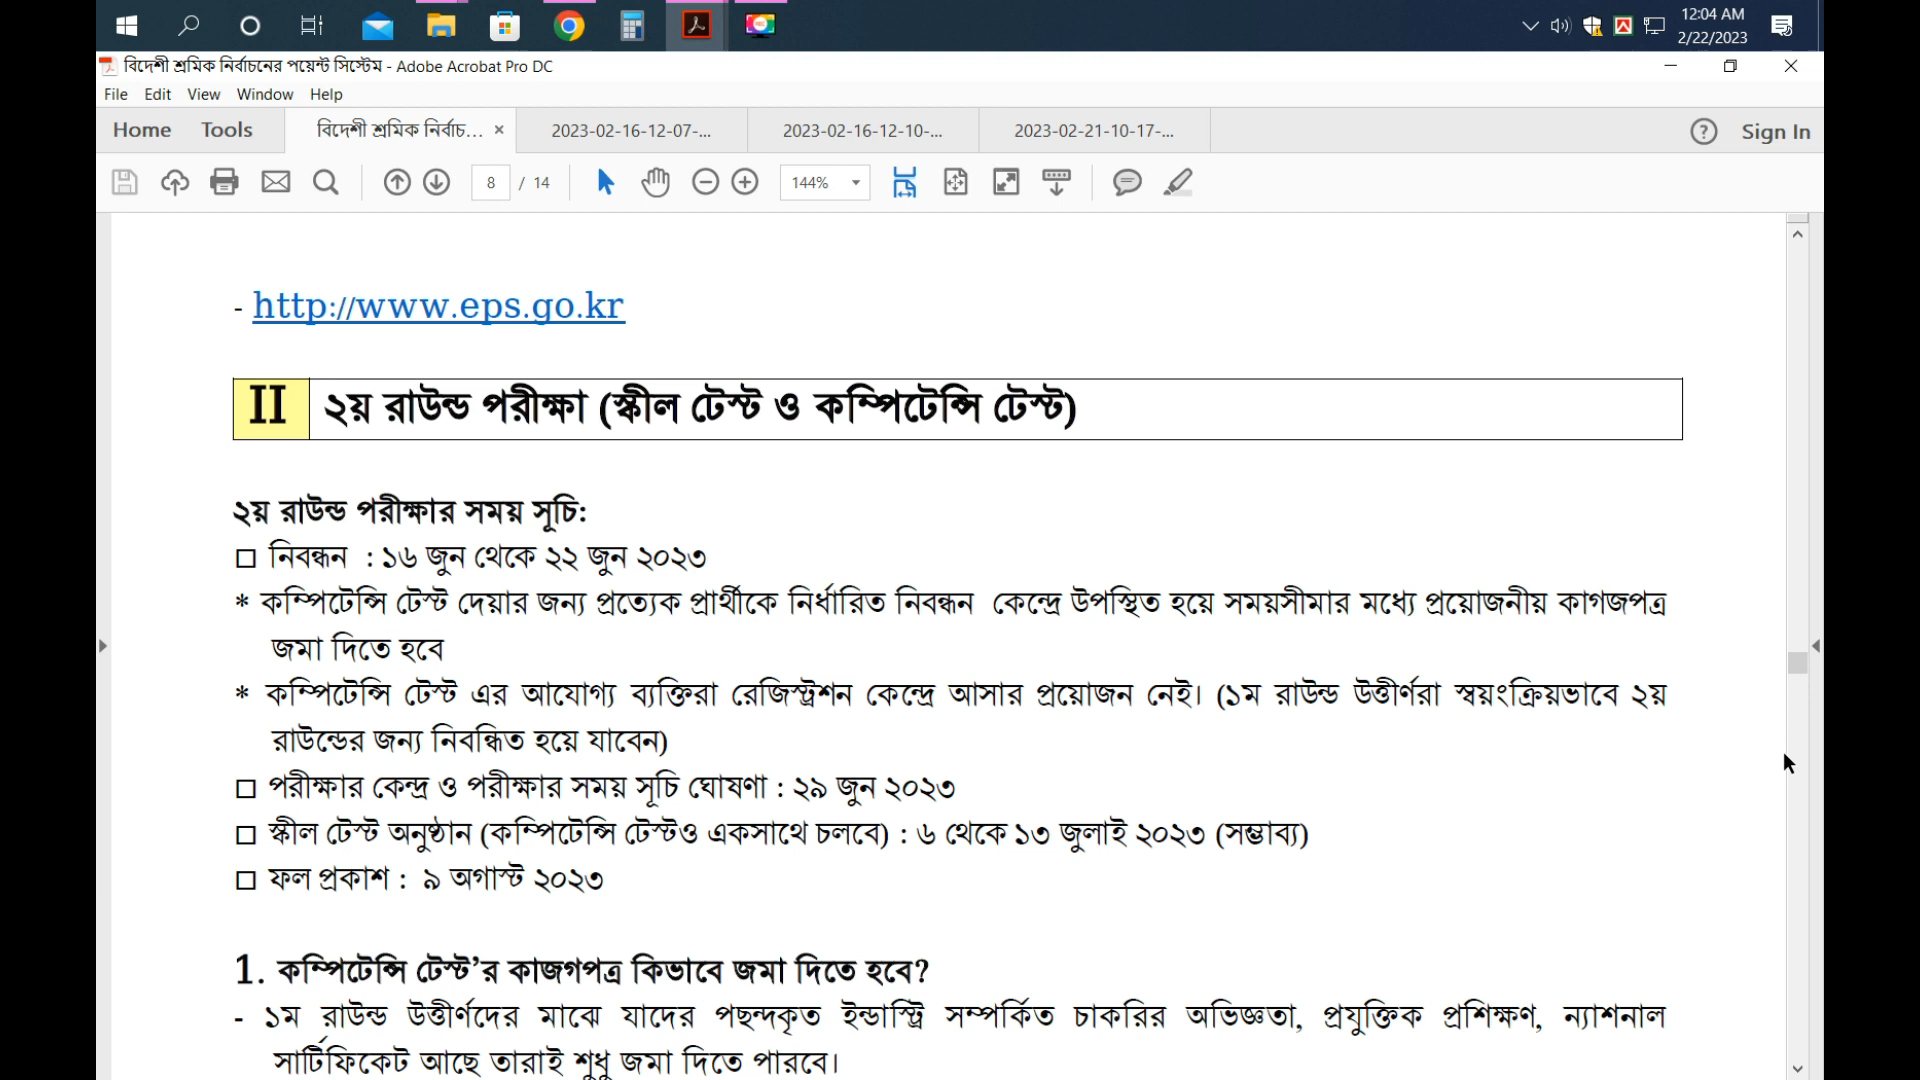 12:04 AM
2/22/2023
বিদেশী শ্রমিক নির্বাচনের পয়েন্ট সিস্টেম - Adobe Acrobat Pro DC
File Edit View Window Help
Home Tools বিদেশী শ্রমিক নির্বাচ... × 2023-02-16-12-07-... 2023-02-16-12-10-... 2023-02-21-10-17-... Sign In
8 / 14 144%
- http://www.eps.go.kr
II ২য় রাউন্ড পরীক্ষা (স্কীল টেস্ট ও কম্পিটেন্সি টেস্ট)
২য় রাউন্ড পরীক্ষার সময় সূচি:
□ নিবন্ধন : ১৬ জুন থেকে ২২ জুন ২০২৩
* কম্পিটেন্সি টেস্ট দেয়ার জন্য প্রত্যেক প্রার্থীকে নির্ধারিত নিবন্ধন কেন্দ্রে উপস্থিত হয়ে সময়সীমার মধ্যে প্রয়োজনীয় কাগজপত্র
জমা দিতে হবে
* কম্পিটেন্সি টেস্ট এর আযোগ্য ব্যক্তিরা রেজিস্ট্রশন কেন্দ্রে আসার প্রয়োজন নেই। (১ম রাউন্ড উত্তীর্ণরা স্বয়ংক্রিয়ভাবে ২য়
রাউন্ডের জন্য নিবন্ধিত হয়ে যাবেন)
□ পরীক্ষার কেন্দ্র ও পরীক্ষার সময় সূচি ঘোষণা : ২৯ জুন ২০২৩
□ স্কীল টেস্ট অনুষ্ঠান (কম্পিটেন্সি টেস্টও একসাথে চলবে) : ৬ থেকে ১৩ জুলাই ২০২৩ (সম্ভাব্য)
□ ফল প্রকাশ : ৯ অগাস্ট ২০২৩
1. কম্পিটেন্সি টেস্ট’র কাজগপত্র কিভাবে জমা দিতে হবে?
- ১ম রাউন্ড উত্তীর্ণদের মাঝে যাদের পছন্দকৃত ইন্ডাস্ট্রি সম্পর্কিত চাকরির অভিজ্ঞতা, প্রযুক্তিক প্রশিক্ষণ, ন্যাশনাল
সার্টিফিকেট আছে তারাই শুধু জমা দিতে পারবে।